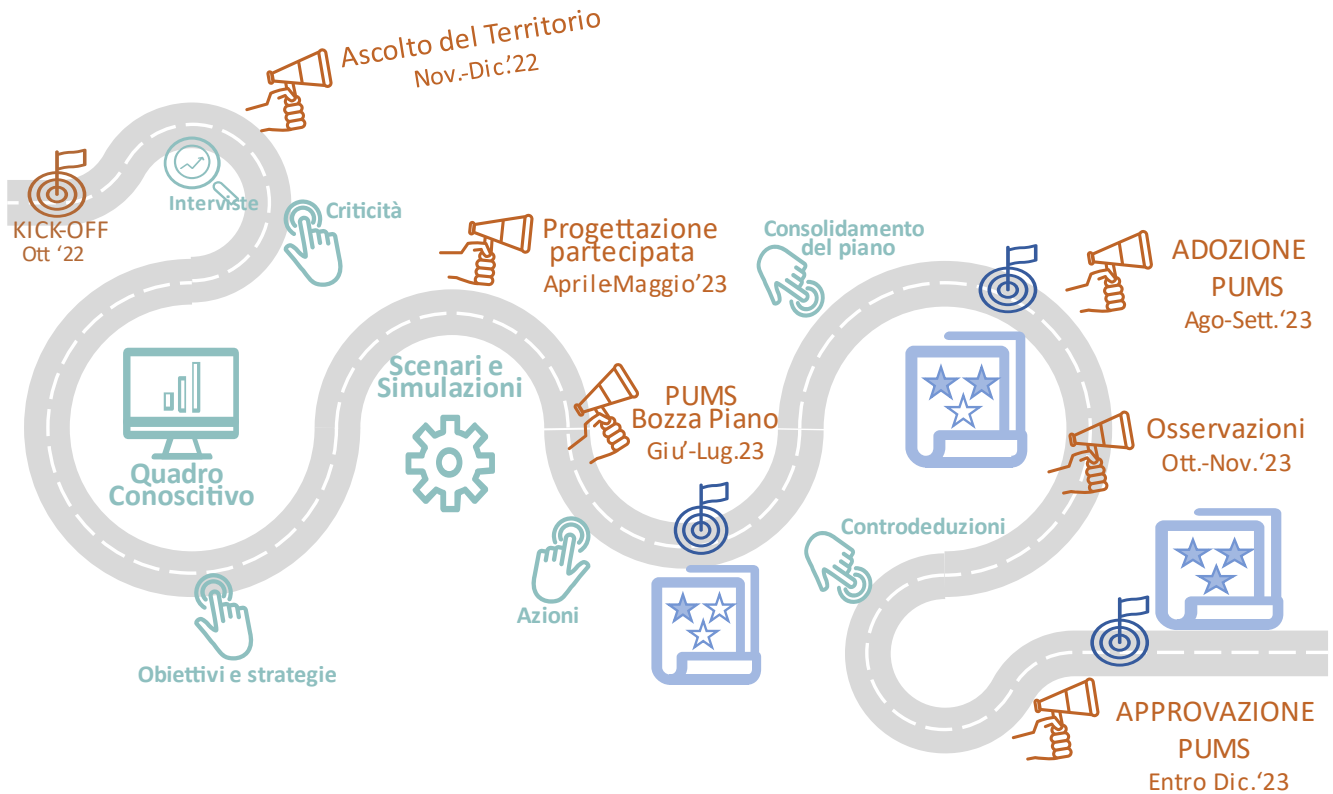 Ascolto del Territorio
Nov.-Dic.’22
KICK-OFF
Ott ‘22
Interviste
Criticità
Quadro
Conoscitivo
Obiettivi e strategie
Progettazione
partecipata
AprileMaggio’23
Scenari e
Simulazioni
Azioni
PUMS
Bozza Piano
Giu’-Lug.23
Consolidamento
del piano
ADOZIONE
PUMS
Ago-Sett.‘23
Osservazioni
Ott.-Nov.‘23
Controdeduzioni
APPROVAZIONE
PUMS
Entro Dic.‘23